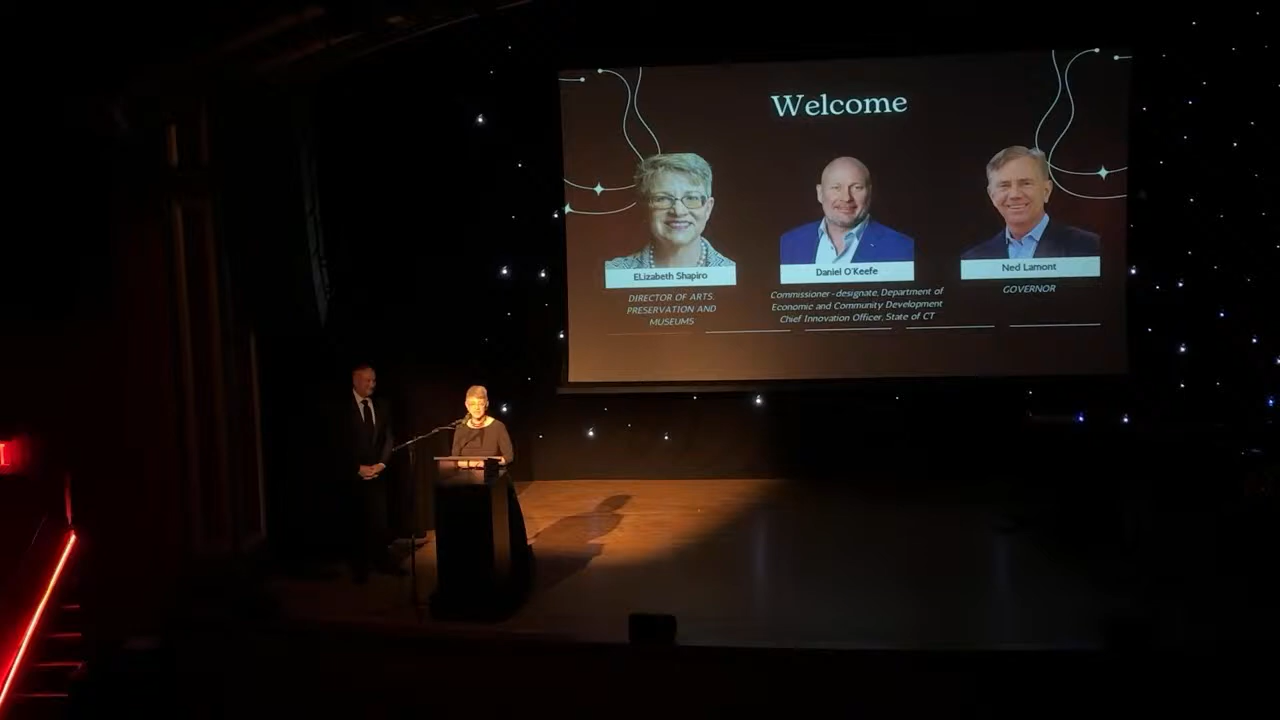 Welcome
ELizabeth Shapiro
DIRECTOR OF ARTS,
PRESERVATION AND
MUSEUMS
Daniel O'Keefe
Commissioner-designate, Department of
Economic and Community Development
Chief Innovation Officer, State of CT
Ned Lamont
GOVERNOR